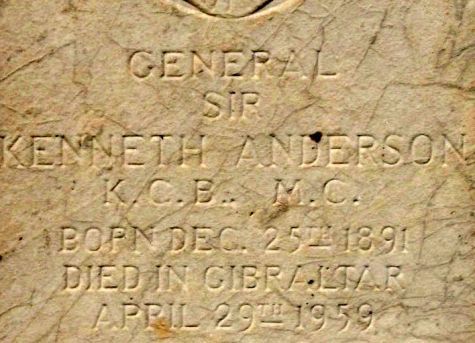 GENERAL
SIR
KENNETH ANDERSON
K.C.B., M.C.
BORN DEC. 25TH 1891
DIED IN GIBRALTAR
APRIL 29TH 1959